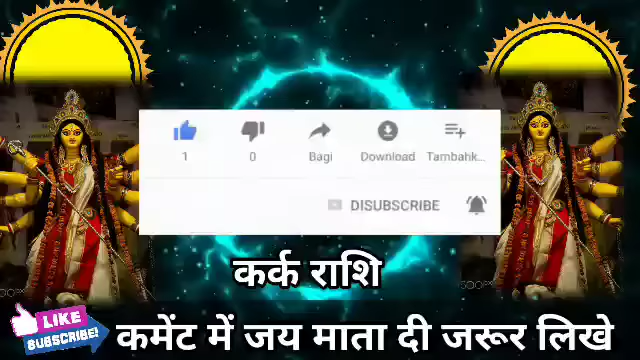 1 0 Bagi Download Tambahk...
DISUBSCRIBE
कर्क राशि
LIKE
SUBSCRIBE!
कमेंट में जय माता दी जरूर लिखे